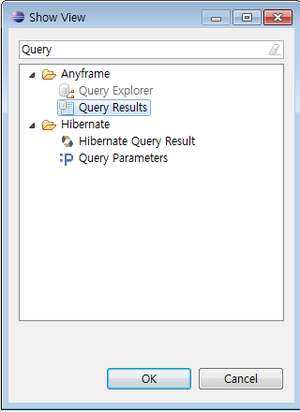 Show View
Query
Anyframe
Query Explorer
Query Results
Hibernate
Hibernate Query Result
Query Parameters
OK
Cancel